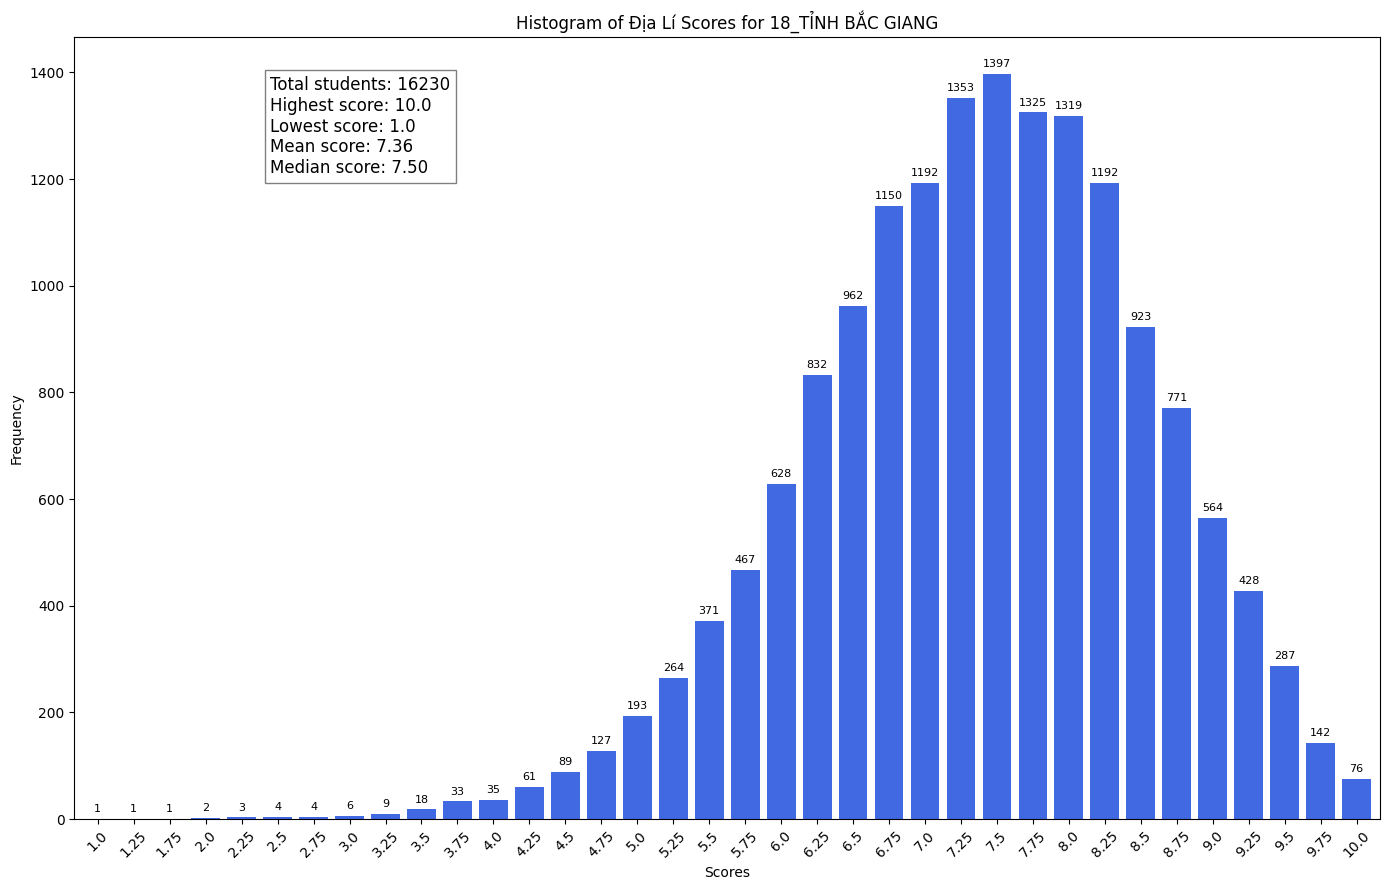 Histogram of Địa Lí Scores for 18_TỈNH BẮC GIANG
Total students: 16230
Highest score: 10.0
Lowest score: 1.0
Mean score: 7.36
Median score: 7.50
Frequency
1400
1200
1000
800
600
400
200
0
1 1 1 2 3 4 4 6 9 18 33 35 61 89 127 193 264 371 467 628 832 962 1150 1192 1353 1397 1325 1319 1192 923 771 564 428 287 142 76
1.0 1.25 1.75 2.0 2.25 2.5 2.75 3.0 3.25 3.5 3.75 4.0 4.25 4.5 4.75 5.0 5.25 5.5 5.75 6.0 6.25 6.5 6.75 7.0 7.25 7.5 7.75 8.0 8.25 8.5 8.75 9.0 9.25 9.5 9.75 10.0
Scores